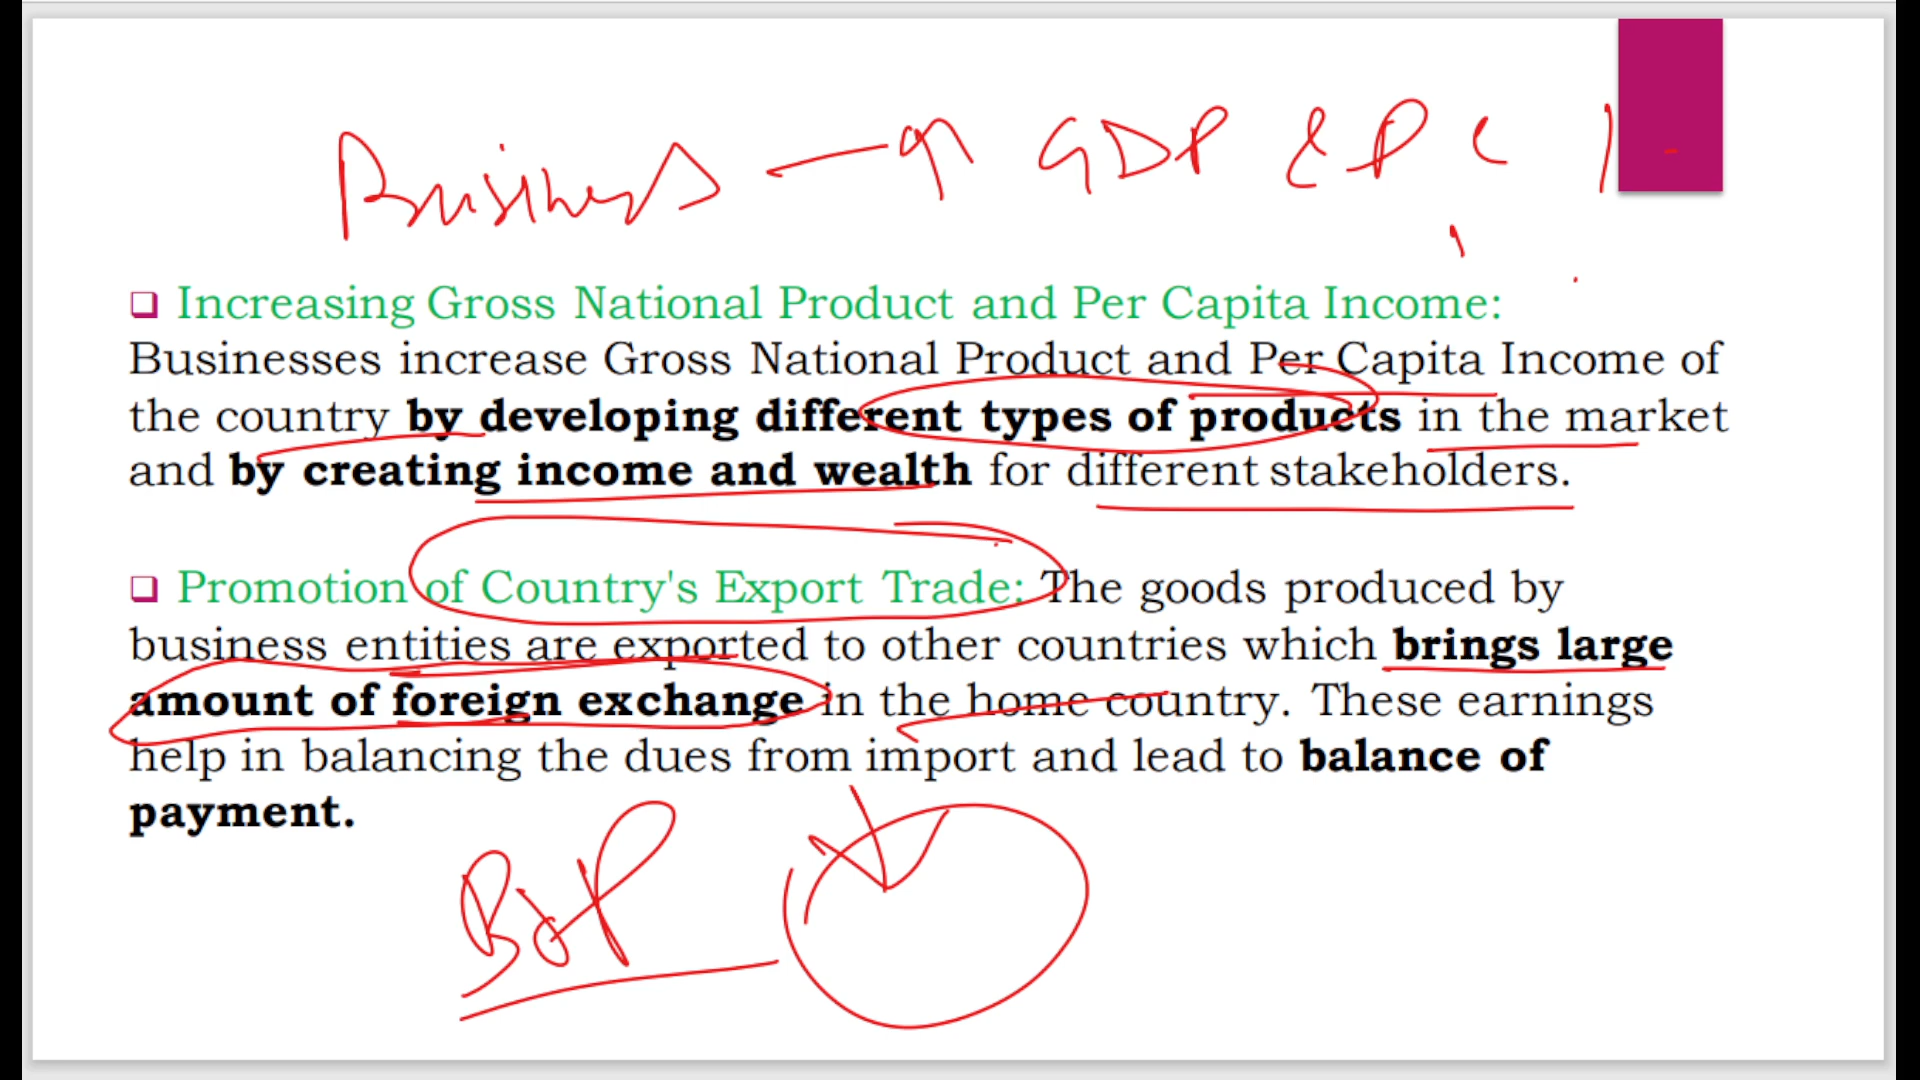 Business → GDP & PC I
❑ Increasing Gross National Product and Per Capita Income:
Businesses increase Gross National Product and Per Capita Income of
the country by developing different types of products in the market
and by creating income and wealth for different stakeholders.
❑ Promotion of Country's Export Trade: The goods produced by
business entities are exported to other countries which brings large
amount of foreign exchange in the home country. These earnings
help in balancing the dues from import and lead to balance of
payment.
BOP